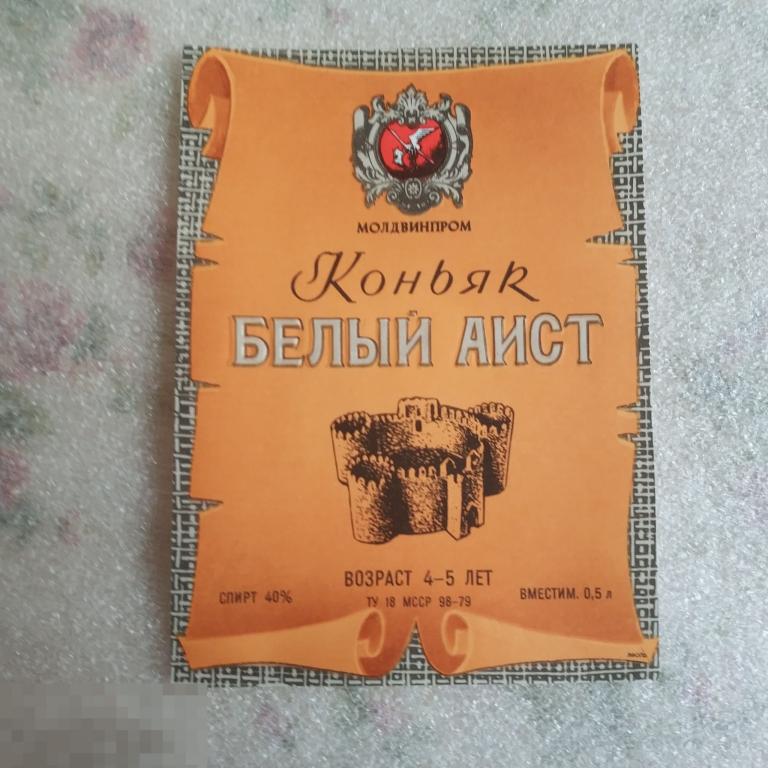 МОЛДВИНПРОМ
Коньяк
БЕЛЫЙ АИСТ
ВОЗРАСТ 4–5 ЛЕТ
СПИРТ 40%
ТУ 18 МССР 98–79
ВМЕСТИМ. 0,5 л